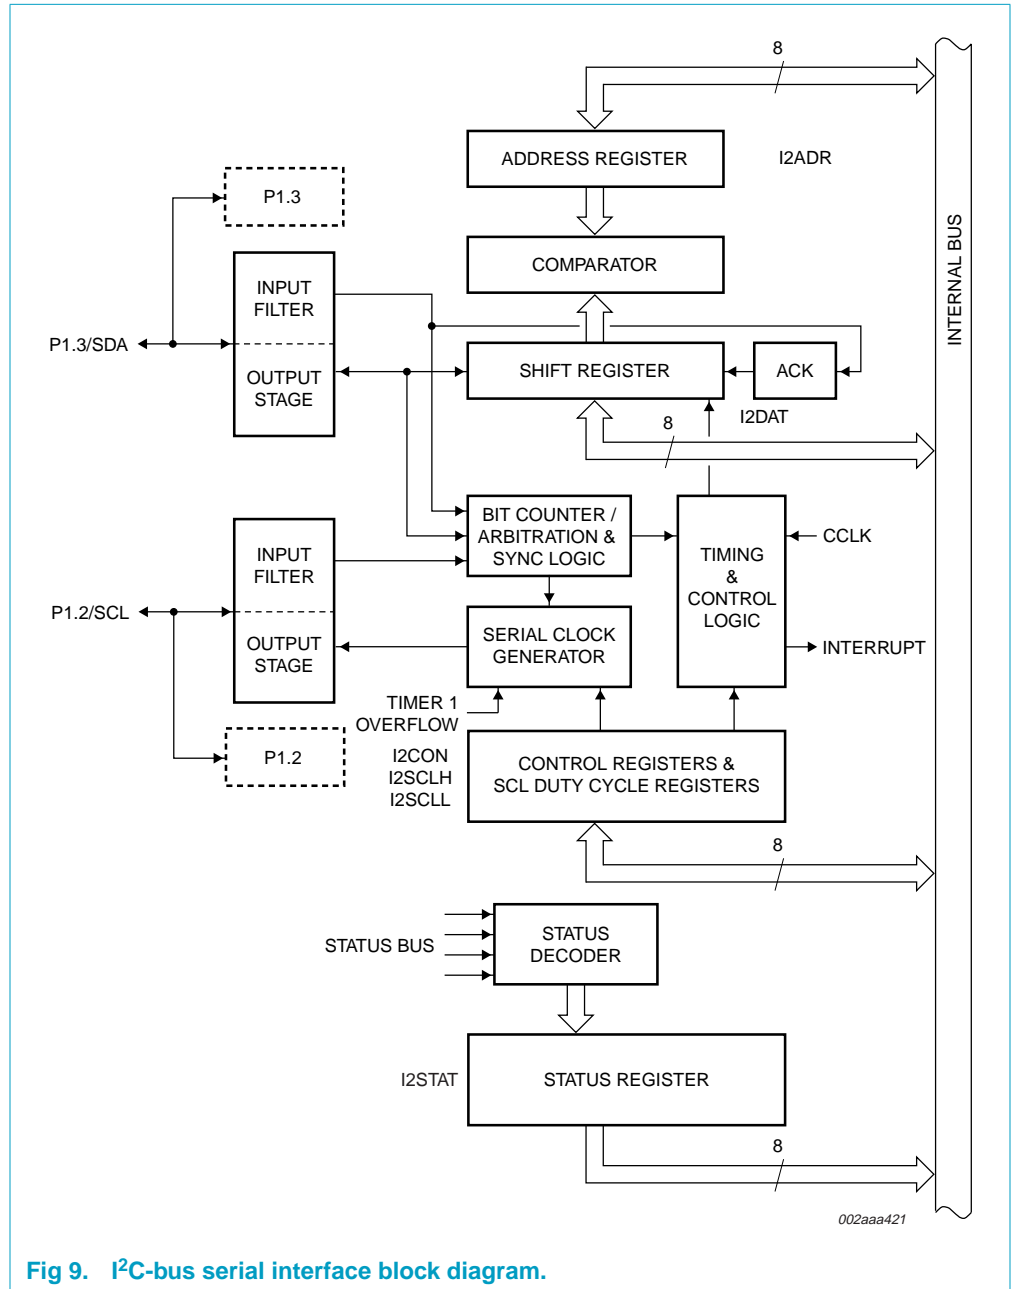 8
ADDRESS REGISTER
I2ADR
P1.3
INTERNAL BUS
COMPARATOR
INPUT
FILTER
P1.3/SDA
OUTPUT
STAGE
SHIFT REGISTER
ACK
I2DAT
8
BIT COUNTER /
ARBITRATION &
SYNC LOGIC
TIMING
&
CONTROL
LOGIC
CCLK
INTERRUPT
INPUT
FILTER
P1.2/SCL
OUTPUT
STAGE
SERIAL CLOCK
GENERATOR
TIMER 1
OVERFLOW
P1.2
I2CON
I2SCLH
I2SCLL
CONTROL REGISTERS &
SCL DUTY CYCLE REGISTERS
8
STATUS BUS
STATUS
DECODER
I2STAT
STATUS REGISTER
8
002aaa421
Fig 9. I²C-bus serial interface block diagram.